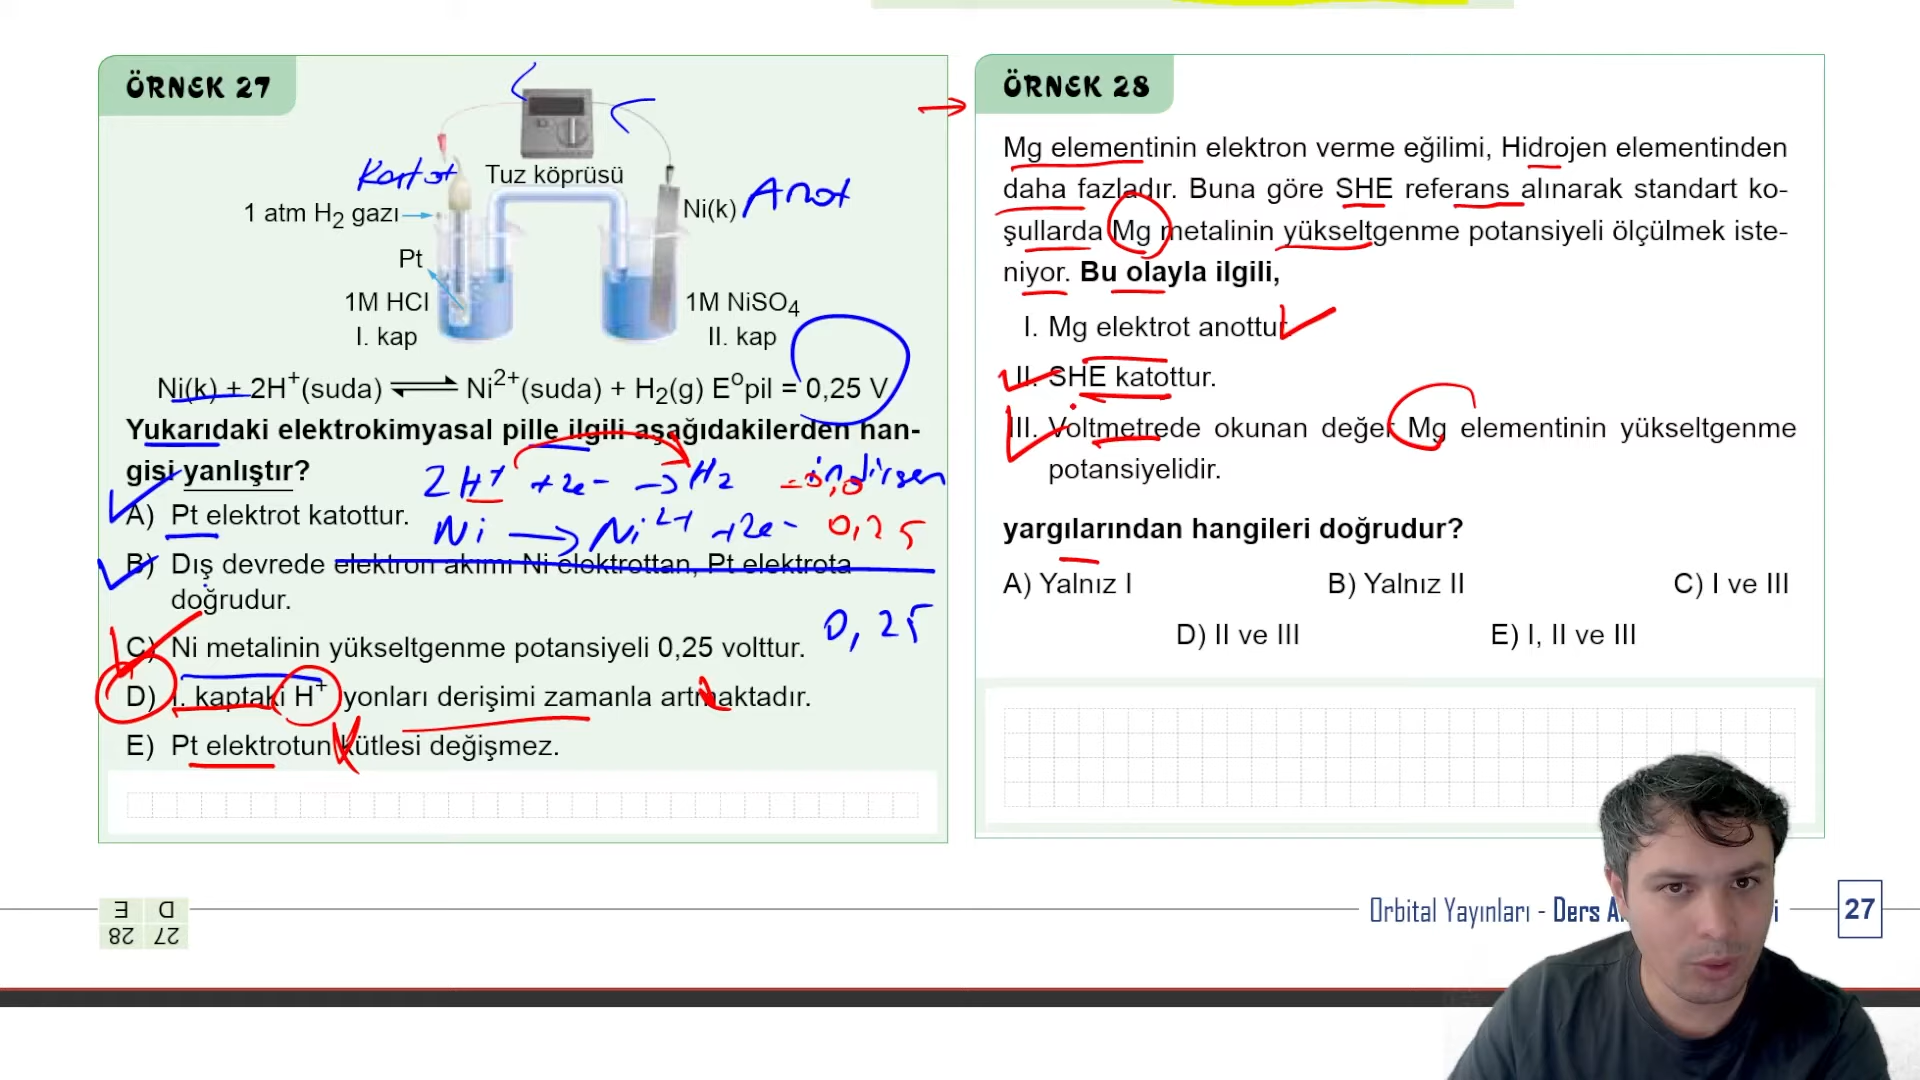 ÖRNEK 27
Katot
Tuz köprüsü
1 atm H2 gazı
Ni(k) Anot
Pt
1M HCl
I. kap
1M NiSO4
II. kap
Ni(k) + 2H+(suda) ⇌ Ni2+(suda) + H2(g) Eopil = 0,25 V
Yukarıdaki elektrokimyasal pille ilgili aşağıdakilerden han-
gisi yanlıştır?
2H+ +2e- → H2
A) Pt elektrot katottur.
Ni → Ni2+ +2e- 0,25
B) Dış devrede elektron akımı Ni elektrottan, Pt elektrota
doğrudur.
0,25
C) Ni metalinin yükseltgenme potansiyeli 0,25 volttur.
D) I. kaptaki H+ iyonları derişimi zamanla artmaktadır.
E) Pt elektrotun kütlesi değişmez.
ÖRNEK 28
Mg elementinin elektron verme eğilimi, Hidrojen elementinden
daha fazladır. Buna göre SHE referans alınarak standart ko-
şullarda Mg metalinin yükseltgenme potansiyeli ölçülmek iste-
niyor. Bu olayla ilgili,
I. Mg elektrot anottur.
II. SHE katottur.
III. Voltmetrede okunan değer Mg elementinin yükseltgenme
potansiyelidir.
yargılarından hangileri doğrudur?
A) Yalnız I B) Yalnız II C) I ve III
D) II ve III E) I, II ve III
27 28
D E
Orbital Yayınları - Ders
27